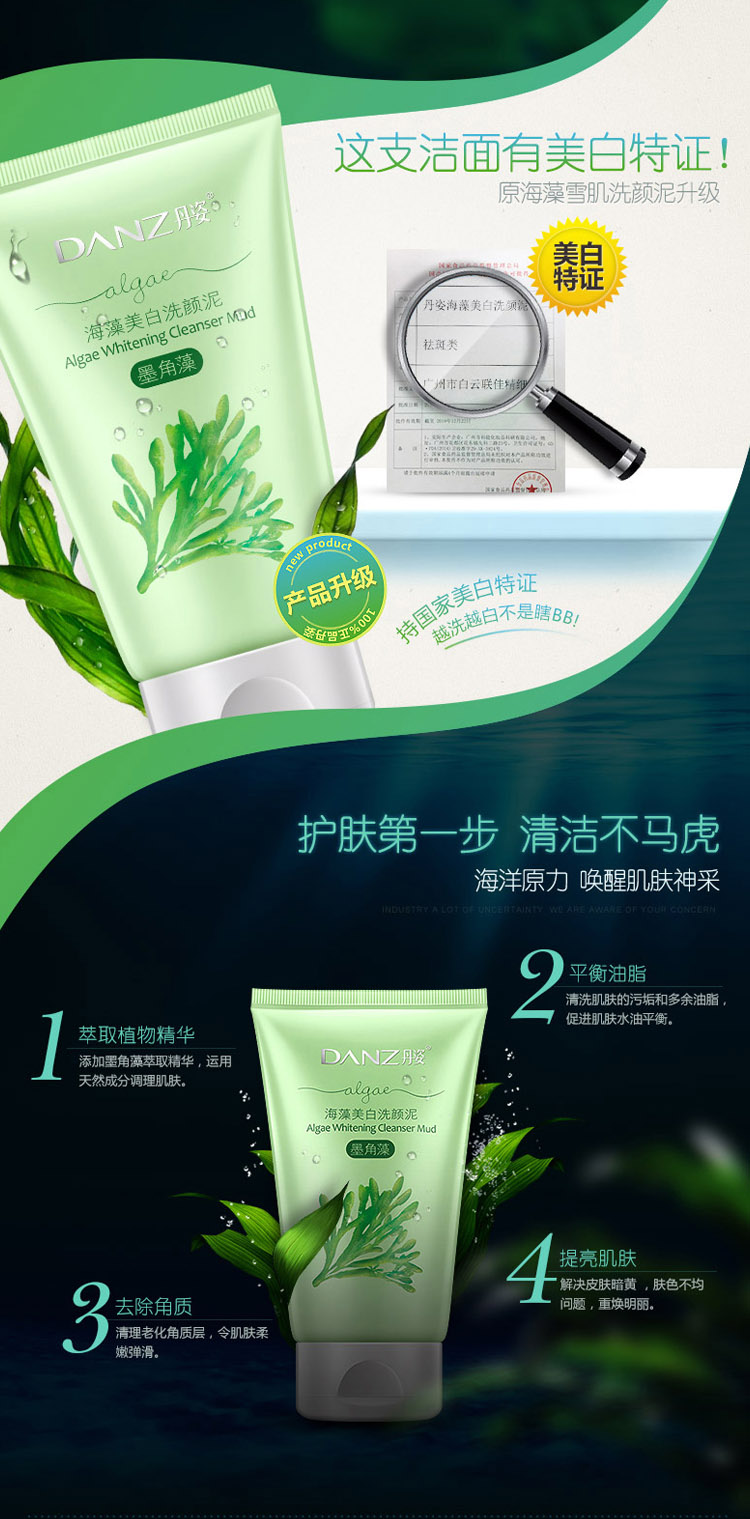 这支洁面有美白特证!
原海藻雪肌洗颜泥升级
DANZ丹姿
algae
海藻美白洗颜泥
Algae Whitening Cleanser Mud
墨角藻
美白
特证
丹姿海藻美白洗颜泥
祛斑类
广州市白云联佳精细
new product
产品升级
100%正品丹姿
持国家美白特证
越洗越白不是瞎BB!
护肤第一步 清洁不马虎
海洋原力 唤醒肌肤神采
INDUSTRY A LOT OF UNCERTAINTY WE ARE AWARE OF YOUR CONCERN
1
萃取植物精华
添加墨角藻萃取精华,运用
天然成分调理肌肤。
2
平衡油脂
清洗肌肤的污垢和多余油脂,
促进肌肤水油平衡。
DANZ丹姿
algae
海藻美白洗颜泥
Algae Whitening Cleanser Mud
墨角藻
3
去除角质
清理老化角质层,令肌肤柔
嫩弹滑。
4
提亮肌肤
解决皮肤暗黄 ,肤色不均
问题,重焕明丽。